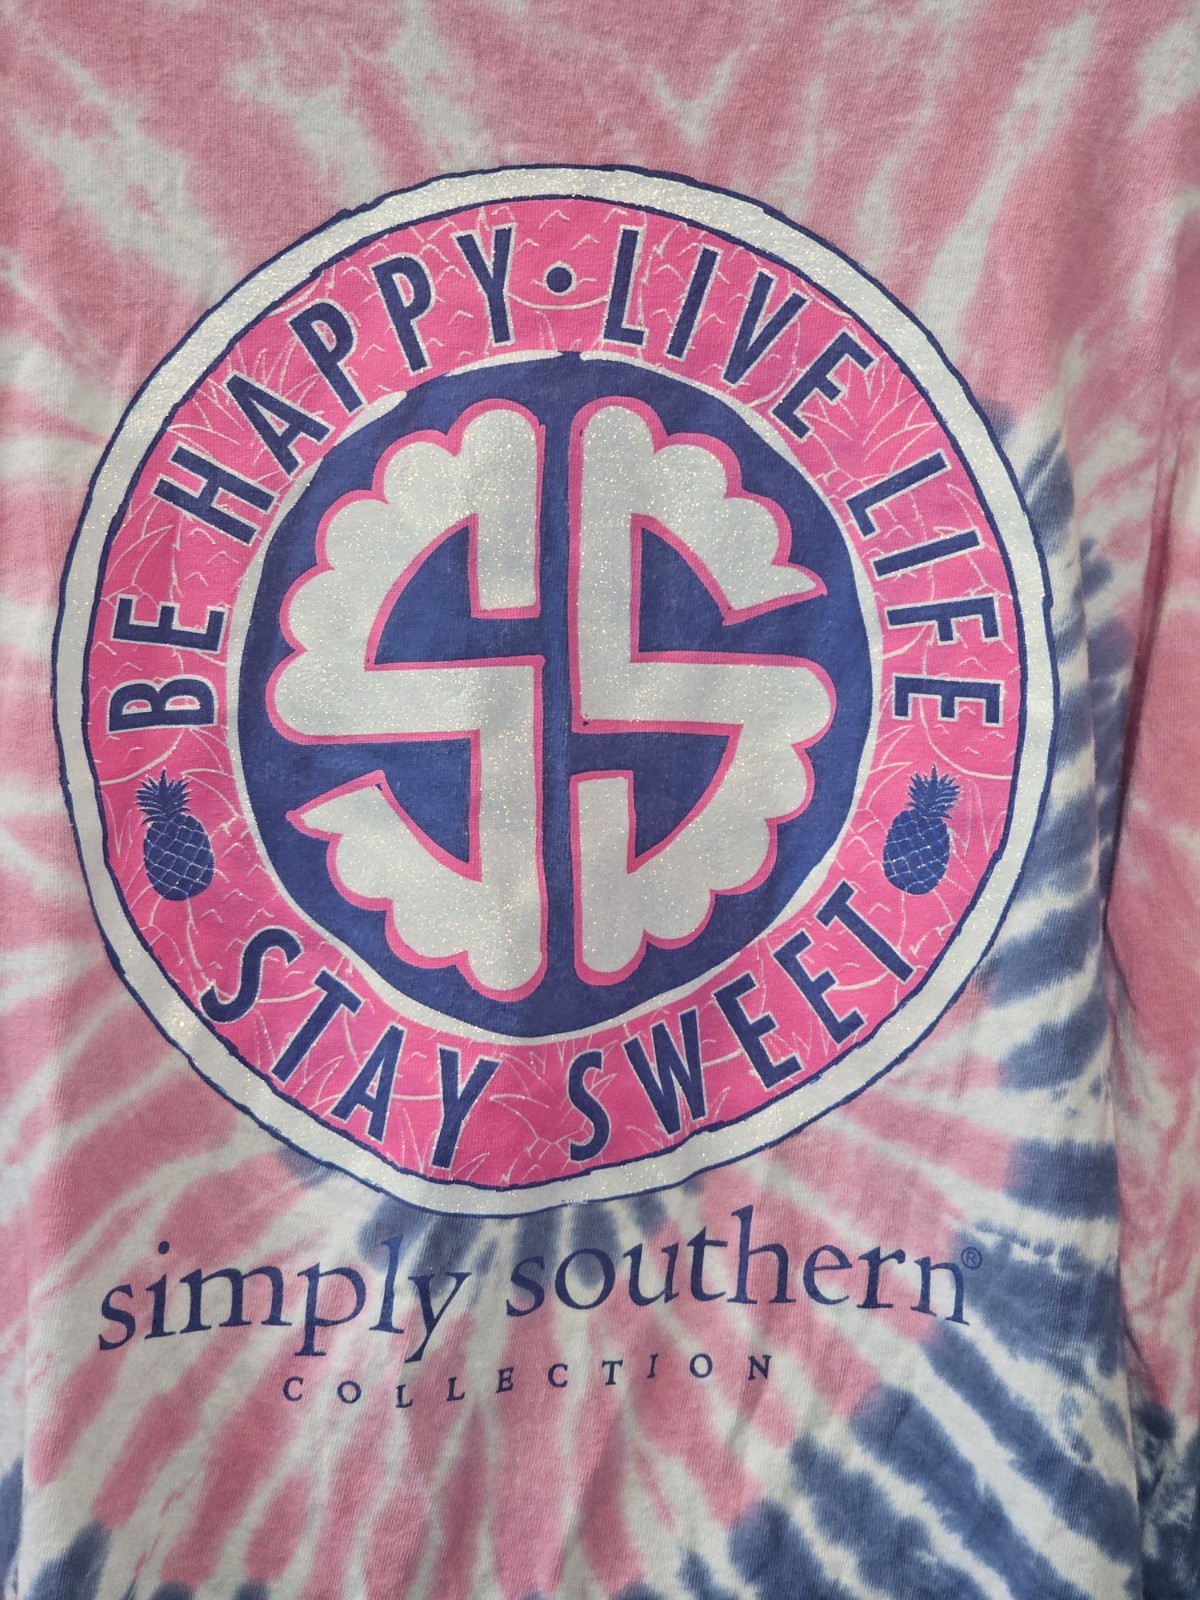 BE HAPPY • LIVE LIFE
STAY SWEET
SS
simply southern®
COLLECTION